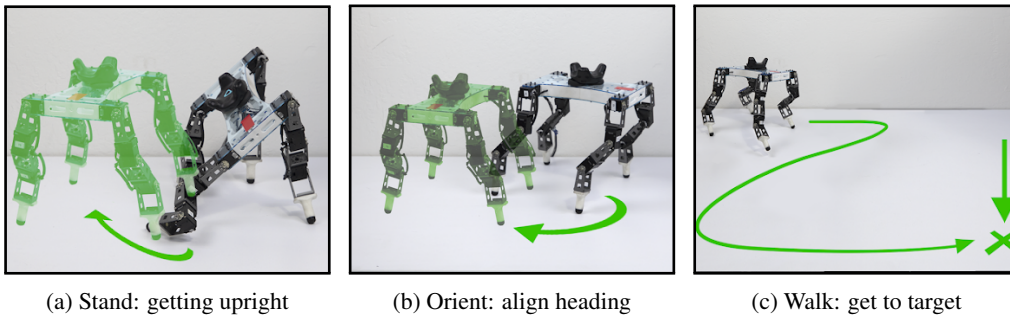 (a) Stand: getting upright
(b) Orient: align heading
(c) Walk: get to target